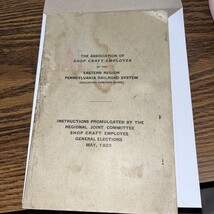 THE ASSOCIATION OF
SHOP CRAFT EMPLOYES
OF THE
EASTERN REGION
PENNSYLVANIA RAILROAD SYSTEM
INSTRUCTIONS PROMULGATED BY THE
REGIONAL JOINT COMMITTEE
SHOP CRAFT EMPLOYE
GENERAL ELECTIONS
MAY, 1923